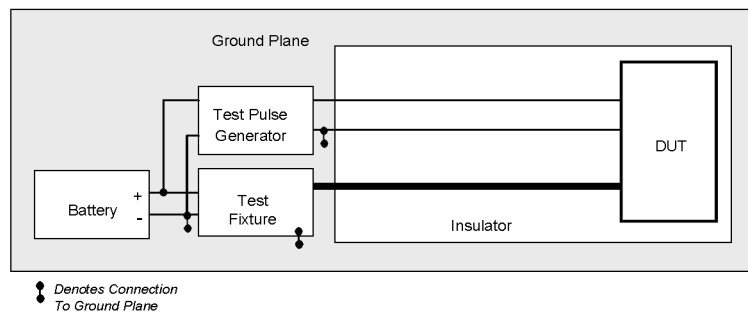 Ground Plane
Test Pulse
Generator
DUT
Battery
+
-
Test
Fixture
Insulator
Denotes Connection
To Ground Plane